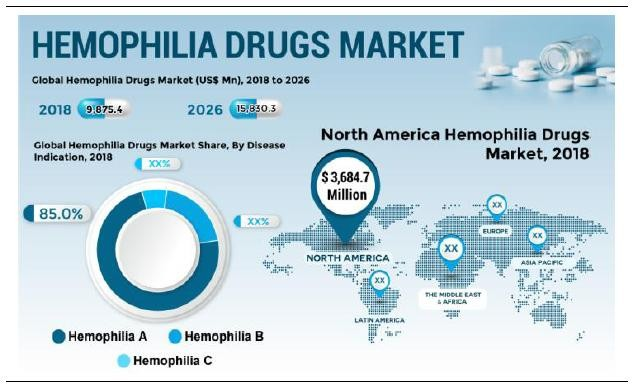 HEMOPHILIA DRUGS MARKET
Global Hemophilia Drugs Market (US$ Mn), 2018 to 2026
2018 9,875.4 2026 15,830.3
Global Hemophilia Drugs Market Share, By Disease
Indication, 2018
XX%
85.0%
XX%
Hemophilia A Hemophilia B
Hemophilia C
North America Hemophilia Drugs
Market, 2018
$ 3,684.7
Million
NORTH AMERICA
XX
LATIN AMERICA
XX
EUROPE
XX
THE MIDDLE EAST
& AFRICA
XX
ASIA PACIFIC